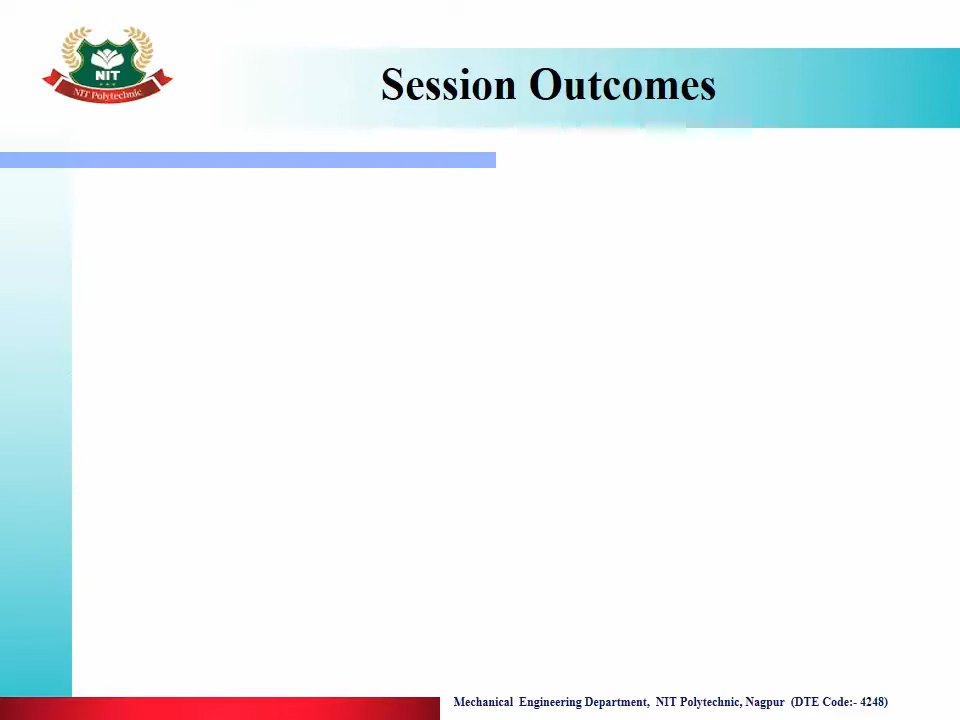 NIT
NIT Polytechnic
Session Outcomes
Mechanical Engineering Department, NIT Polytechnic, Nagpur (DTE Code:- 4248)